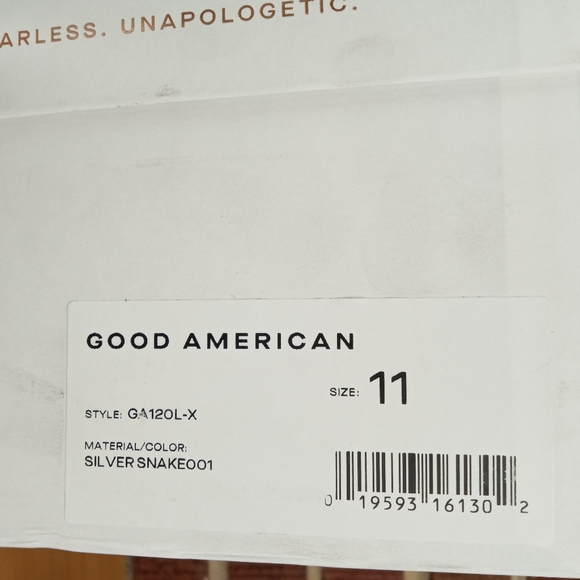 ARLESS. UNAPOLOGETIC.
GOOD AMERICAN
SIZE: 11
STYLE: GA120L-X
MATERIAL/COLOR:
SILVER SNAKE001
0 19593 16130 2